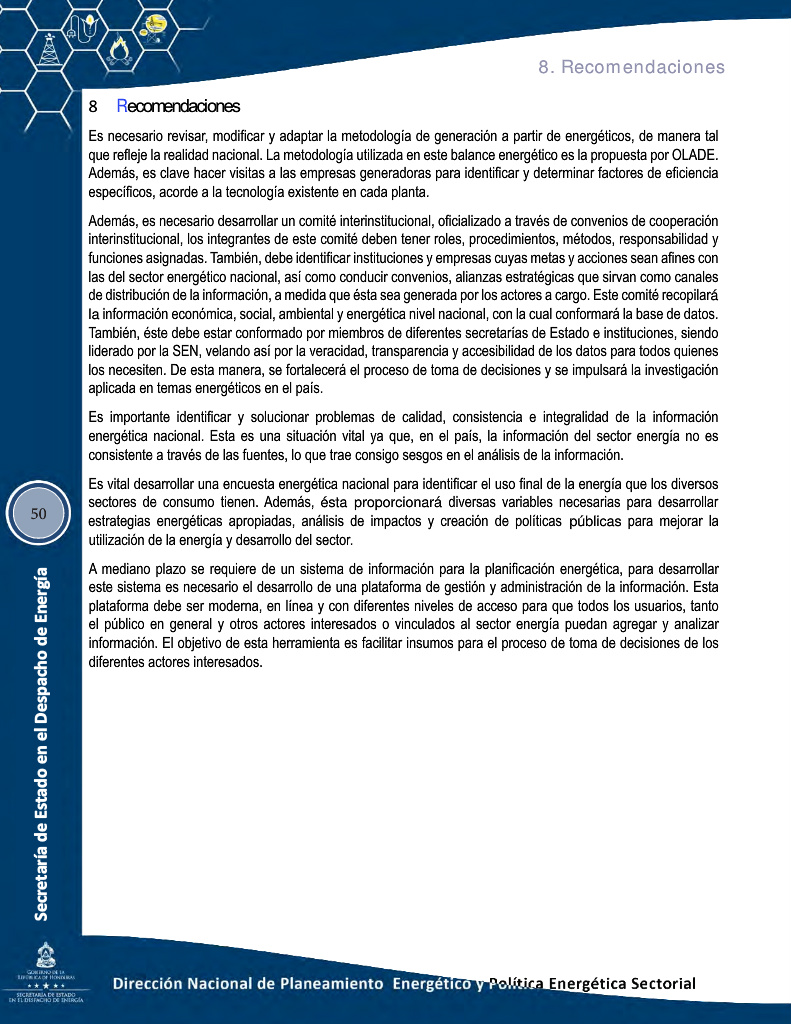 8. Recomendaciones
8 Recomendaciones
Es necesario revisar, modificar y adaptar la metodología de generación a partir de energéticos, de manera tal
que refleje la realidad nacional. La metodología utilizada en este balance energético es la propuesta por OLADE.
Además, es clave hacer visitas a las empresas generadoras para identificar y determinar factores de eficiencia
específicos, acorde a la tecnología existente en cada planta.
Además, es necesario desarrollar un comité interinstitucional, oficializado a través de convenios de cooperación
interinstitucional, los integrantes de este comité deben tener roles, procedimientos, métodos, responsabilidad y
funciones asignadas. También, debe identificar instituciones y empresas cuyas metas y acciones sean afines con
las del sector energético nacional, así como conducir convenios, alianzas estratégicas que sirvan como canales
de distribución de la información, a medida que ésta sea generada por los actores a cargo. Este comité recopilará
la información económica, social, ambiental y energética nivel nacional, con la cual conformará la base de datos.
También, éste debe estar conformado por miembros de diferentes secretarías de Estado e instituciones, siendo
liderado por la SEN, velando así por la veracidad, transparencia y accesibilidad de los datos para todos quienes
los necesiten. De esta manera, se fortalecerá el proceso de toma de decisiones y se impulsará la investigación
aplicada en temas energéticos en el país.
Es importante identificar y solucionar problemas de calidad, consistencia e integralidad de la información
energética nacional. Esta es una situación vital ya que, en el país, la información del sector energía no es
consistente a través de las fuentes, lo que trae consigo sesgos en el análisis de la información.
Es vital desarrollar una encuesta energética nacional para identificar el uso final de la energía que los diversos
sectores de consumo tienen. Además, ésta proporcionará diversas variables necesarias para desarrollar
estrategias energéticas apropiadas, análisis de impactos y creación de políticas públicas para mejorar la
utilización de la energía y desarrollo del sector.
A mediano plazo se requiere de un sistema de información para la planificación energética, para desarrollar
este sistema es necesario el desarrollo de una plataforma de gestión y administración de la información. Esta
plataforma debe ser moderna, en línea y con diferentes niveles de acceso para que todos los usuarios, tanto
el público en general y otros actores interesados o vinculados al sector energía puedan agregar y analizar
información. El objetivo de esta herramienta es facilitar insumos para el proceso de toma de decisiones de los
diferentes actores interesados.
50
Secretaría de Estado en el Despacho de Energía
GOBIERNO DE LA
REPÚBLICA DE HONDURAS
SECRETARÍA DE ESTADO
EN EL DESPACHO DE ENERGÍA
Dirección Nacional de Planeamiento Energético y Política Energética Sectorial